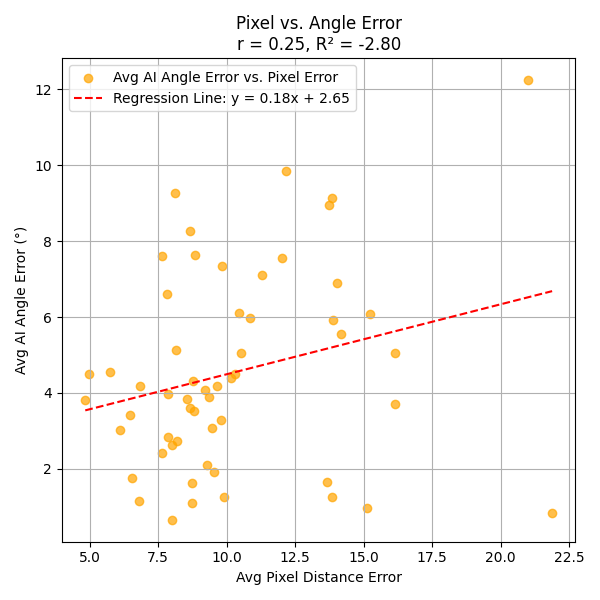 Pixel vs. Angle Error
r = 0.25, R² = -2.80
Avg AI Angle Error vs. Pixel Error
Regression Line: y = 0.18x + 2.65
12
10
8
6
4
2
Avg AI Angle Error (°)
5.0 7.5 10.0 12.5 15.0 17.5 20.0 22.5
Avg Pixel Distance Error